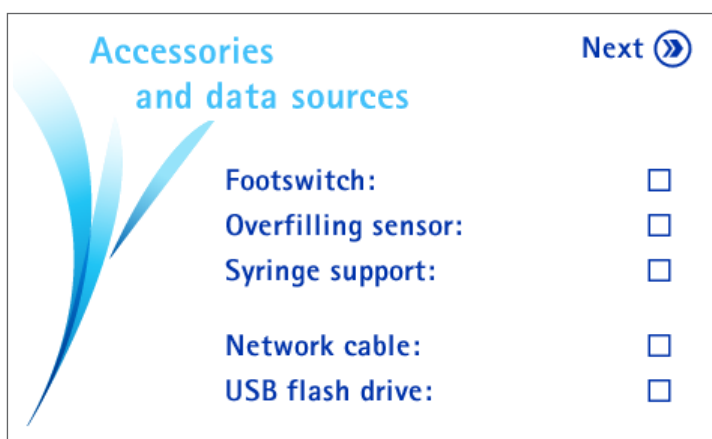 Accessories
and data sources
Next
Footswitch:
Overfilling sensor:
Syringe support:
Network cable:
USB flash drive: